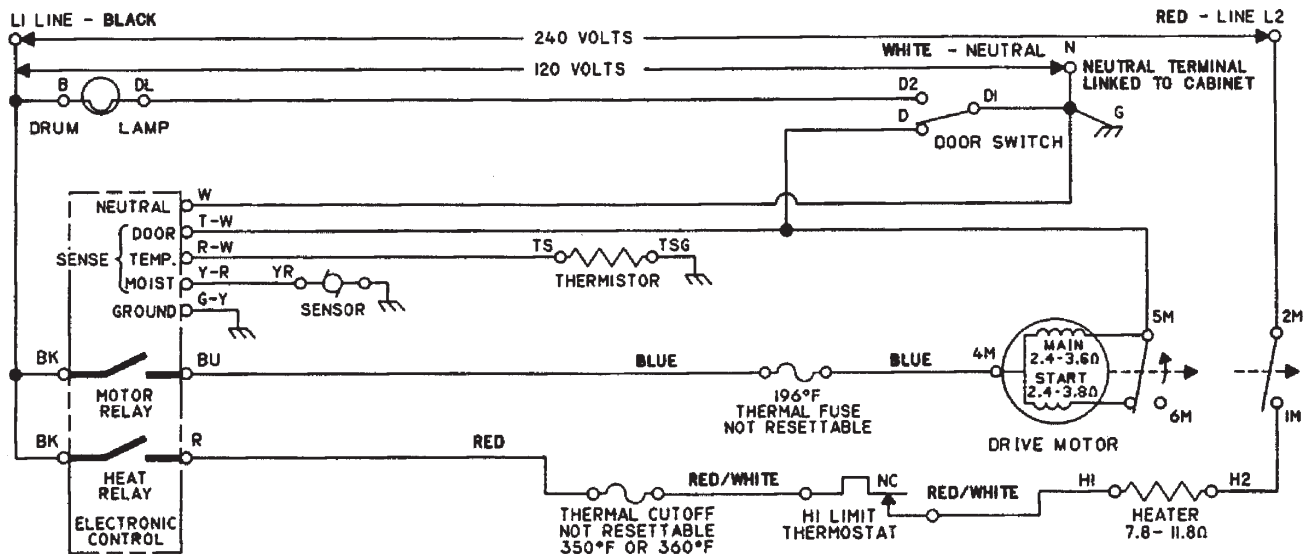 L1 LINE - BLACK
RED - LINE L2
240 VOLTS
WHITE - NEUTRAL N
120 VOLTS
NEUTRAL TERMINAL
LINKED TO CABINET
B DL
D2
D1
D
G
DRUM LAMP
DOOR SWITCH
W
NEUTRAL
T-W
DOOR
R-W
SENSE TEMP.
TS TSG
THERMISTOR
Y-R
MOIST
YR
SENSOR
G-Y
GROUND
5M
2M
BK
BU
BLUE
BLUE
4M
MAIN
2.4-3.6Ω
START
2.4-3.8Ω
MOTOR
RELAY
196°F
THERMAL FUSE
NOT RESETTABLE
6M
1M
DRIVE MOTOR
BK
R
RED
HEAT
RELAY
RED/WHITE
NC
RED/WHITE
H1
H2
THERMAL CUTOFF
NOT RESETTABLE
350°F OR 360°F
HI LIMIT
THERMOSTAT
HEATER
7.8-11.8Ω
ELECTRONIC
CONTROL